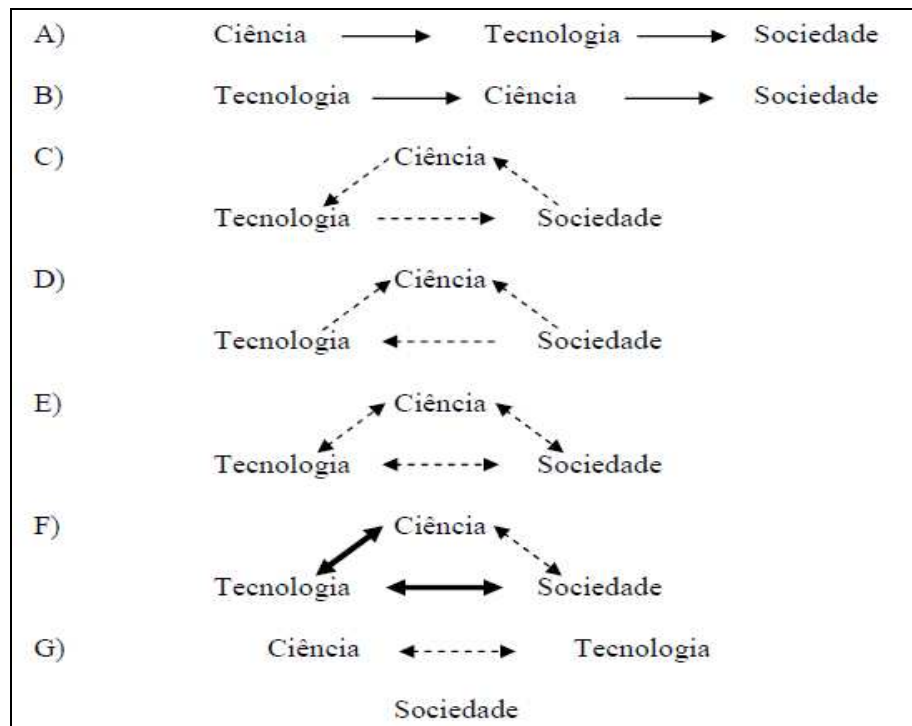 A) Ciência Tecnologia Sociedade
B) Tecnologia Ciência Sociedade
C) Ciência
Tecnologia Sociedade
D) Ciência
Tecnologia Sociedade
E) Ciência
Tecnologia Sociedade
F) Ciência
Tecnologia Sociedade
G) Ciência Tecnologia
Sociedade